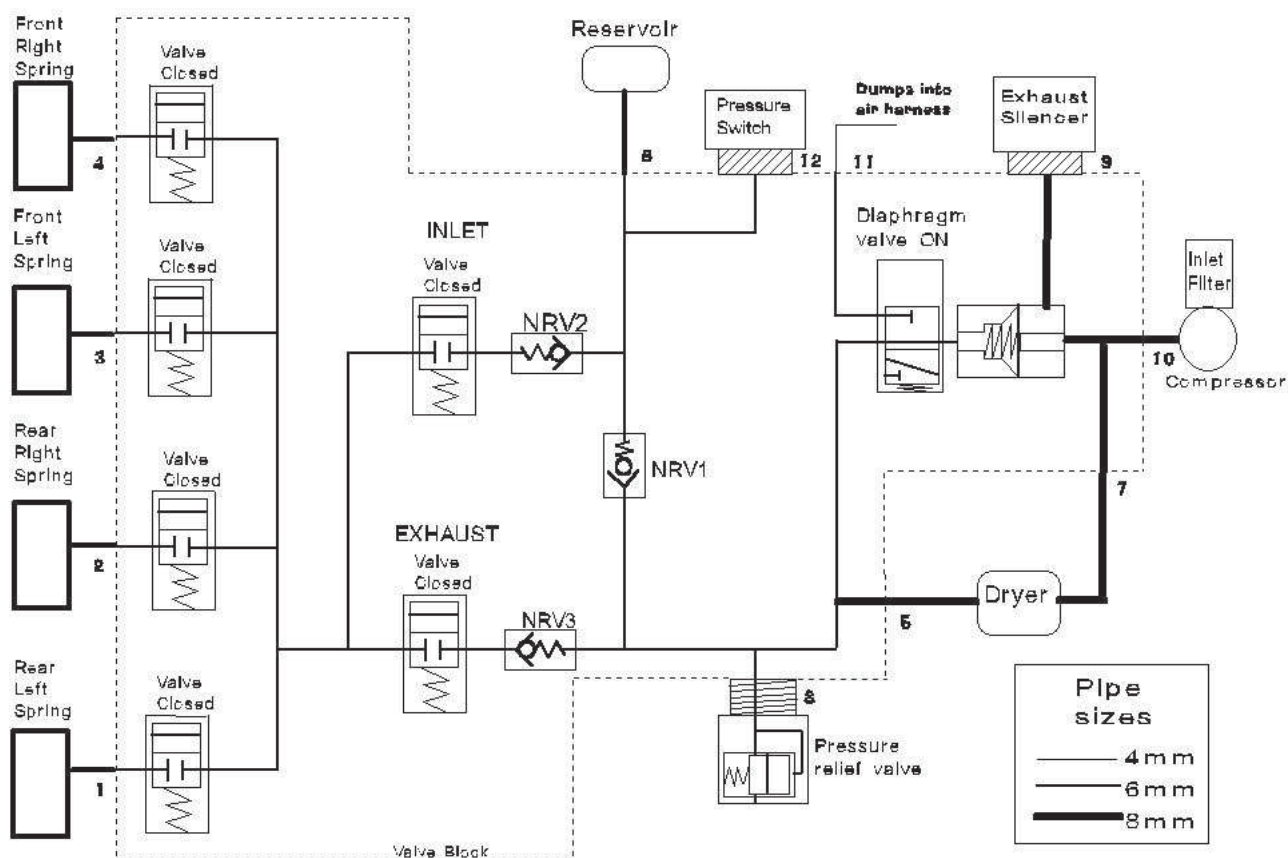 Front
Right
Spring
Valve
Closed
4
Front
Left
Spring
Valve
Closed
3
Rear
Right
Spring
Valve
Closed
2
Rear
Left
Spring
Valve
Closed
1
Reservoir
6
Pressure
Switch
12
Dumps into
air harness
11
Exhaust
Silencer
9
INLET
Valve
Closed
NRV2
Diaphragm
valve ON
Inlet
Filter
10
Compressor
NRV1
7
EXHAUST
Valve
Closed
NRV3
5
Dryer
8
Pressure
relief valve
Pipe
sizes
4mm
6mm
8mm
Valve Block